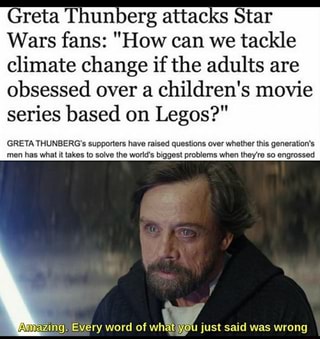 Greta Thunberg attacks Star
Wars fans: "How can we tackle
climate change if the adults are
obsessed over a children's movie
series based on Legos?"
GRETA THUNBERG's supporters have raised questions over whether this generation's
men has what it takes to solve the world's biggest problems when they're so engrossed
Amazing. Every word of what you just said was wrong